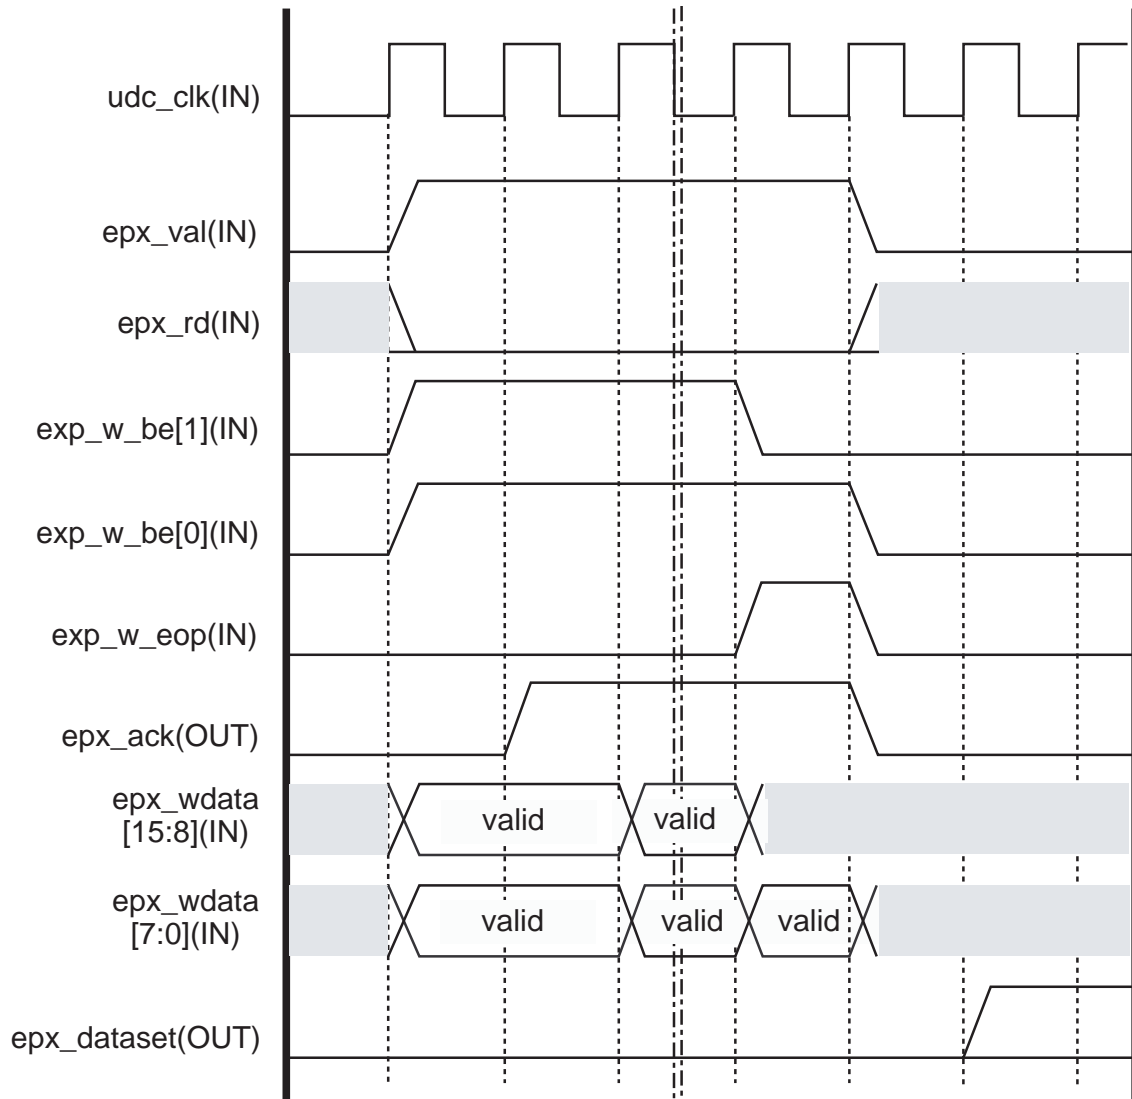 udc_clk(IN)
epx_val(IN)
epx_rd(IN)
exp_w_be[1](IN)
exp_w_be[0](IN)
exp_w_eop(IN)
epx_ack(OUT)
epx_wdata
[15:8](IN)
valid valid
epx_wdata
[7:0](IN)
valid valid valid
epx_dataset(OUT)